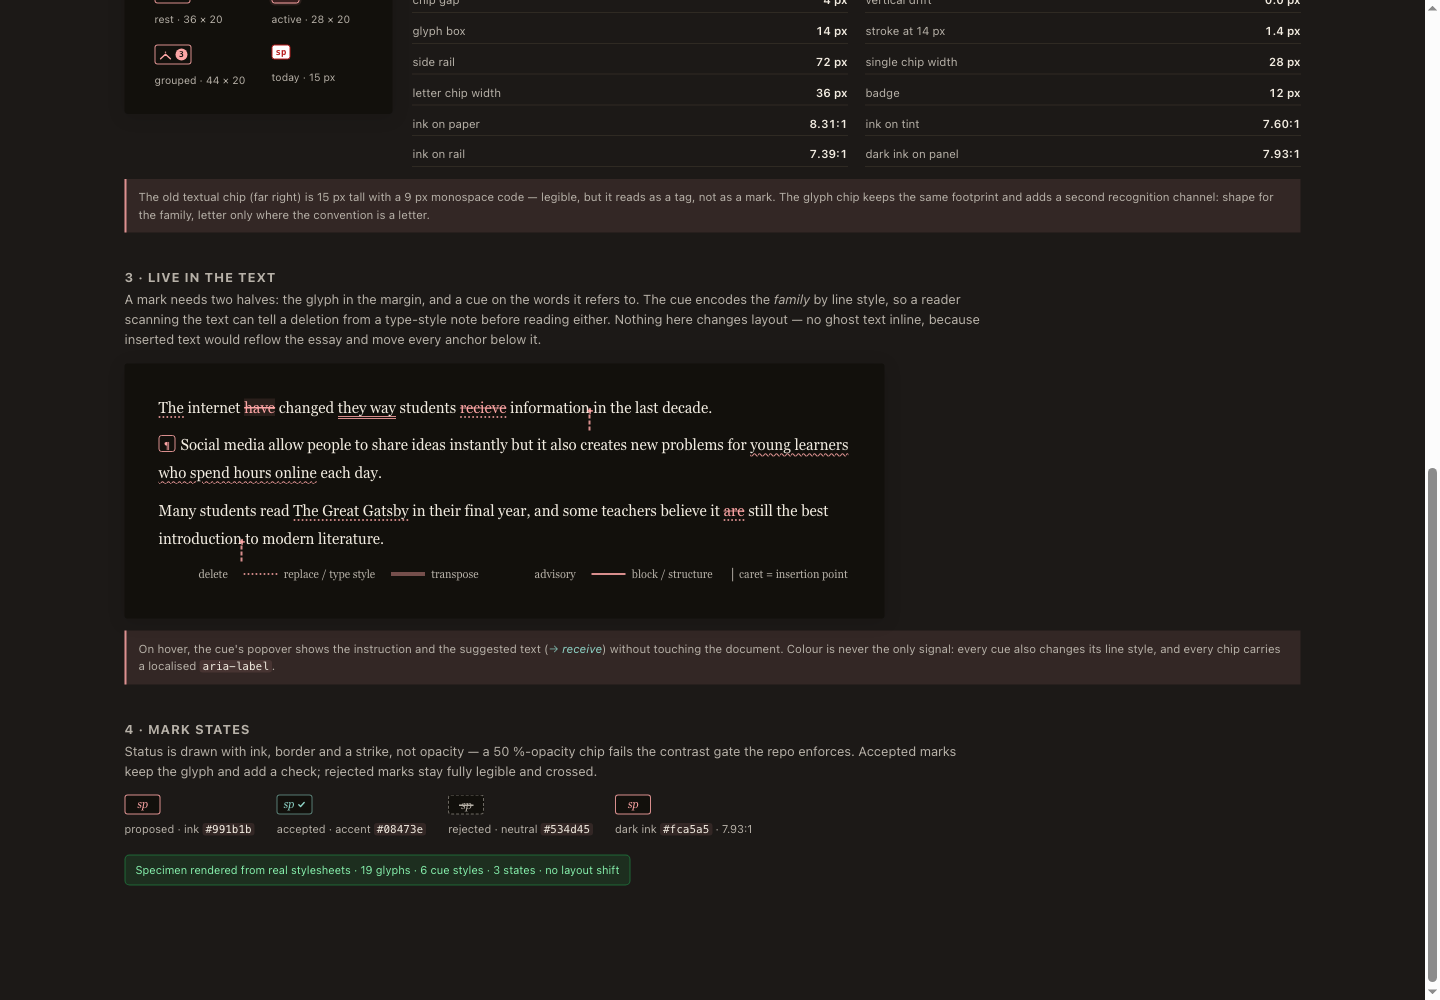 chip gap 4 px vertical drift 0.0 px
rest · 36 × 20 active · 28 × 20
glyph box 14 px stroke at 14 px 1.4 px
3 sp
side rail 72 px single chip width 28 px
grouped · 44 × 20 today · 15 px
letter chip width 36 px badge 12 px
ink on paper 8.31:1 ink on tint 7.60:1
ink on rail 7.39:1 dark ink on panel 7.93:1
The old textual chip (far right) is 15 px tall with a 9 px monospace code — legible, but it reads as a tag, not as a mark. The glyph chip keeps the same footprint and adds a second recognition channel: shape for
the family, letter only where the convention is a letter.
3 · LIVE IN THE TEXT
A mark needs two halves: the glyph in the margin, and a cue on the words it refers to. The cue encodes the family by line style, so a reader
scanning the text can tell a deletion from a type-style note before reading either. Nothing here changes layout — no ghost text inline, because
inserted text would reflow the essay and move every anchor below it.
The internet have changed they way students recieve information in the last decade.
¶ Social media allow people to share ideas instantly but it also creates new problems for young learners
who spend hours online each day.
Many students read The Great Gatsby in their final year, and some teachers believe it are still the best
introduction to modern literature.
delete replace / type style transpose advisory block / structure caret = insertion point
On hover, the cue's popover shows the instruction and the suggested text (→ receive) without touching the document. Colour is never the only signal: every cue also changes its line style, and every chip carries
a localised aria-label.
4 · MARK STATES
Status is drawn with ink, border and a strike, not opacity — a 50 %-opacity chip fails the contrast gate the repo enforces. Accepted marks
keep the glyph and add a check; rejected marks stay fully legible and crossed.
sp sp ✓ sp sp
proposed · ink #991b1b accepted · accent #08473e rejected · neutral #534d45 dark ink #fca5a5 · 7.93:1
Specimen rendered from real stylesheets · 19 glyphs · 6 cue styles · 3 states · no layout shift